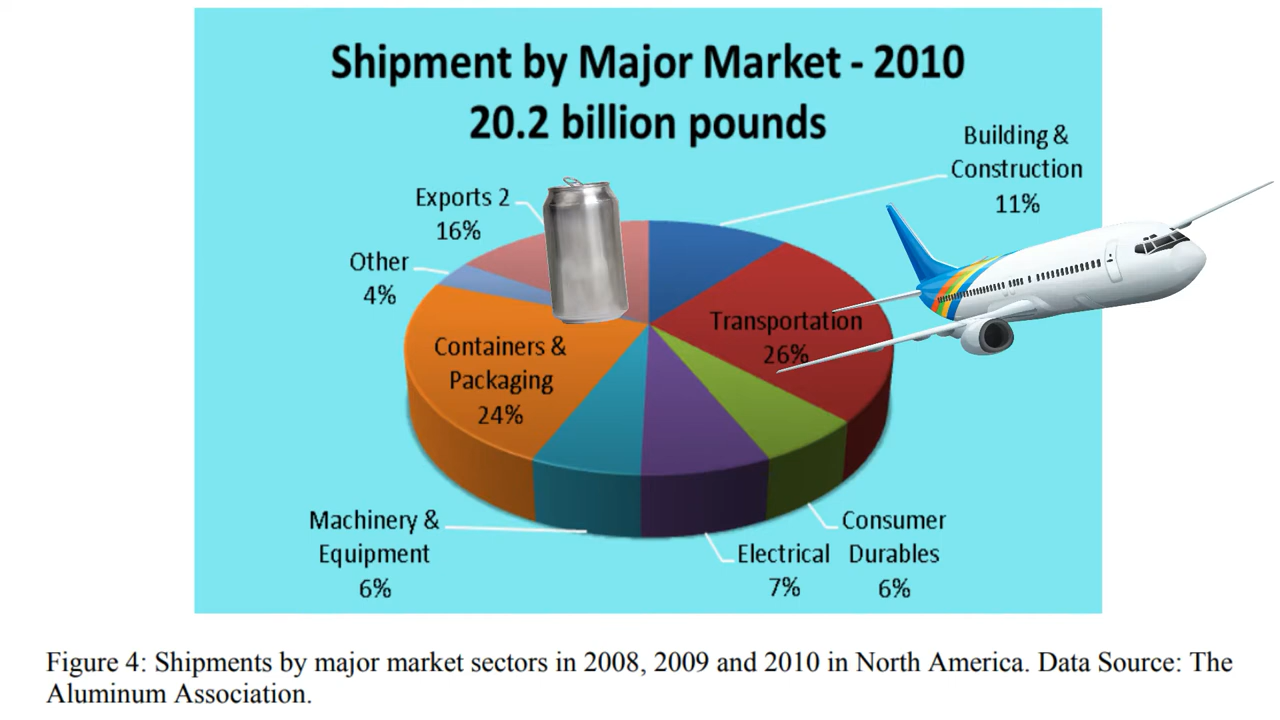 Shipment by Major Market - 2010
20.2 billion pounds
Building &
Construction
11%
Exports 2
16%
Other
4%
Transportation
26%
Containers &
Packaging
24%
Machinery &
Equipment
6%
Electrical
7%
Consumer
Durables
6%
Figure 4: Shipments by major market sectors in 2008, 2009 and 2010 in North America. Data Source: The
Aluminum Association.